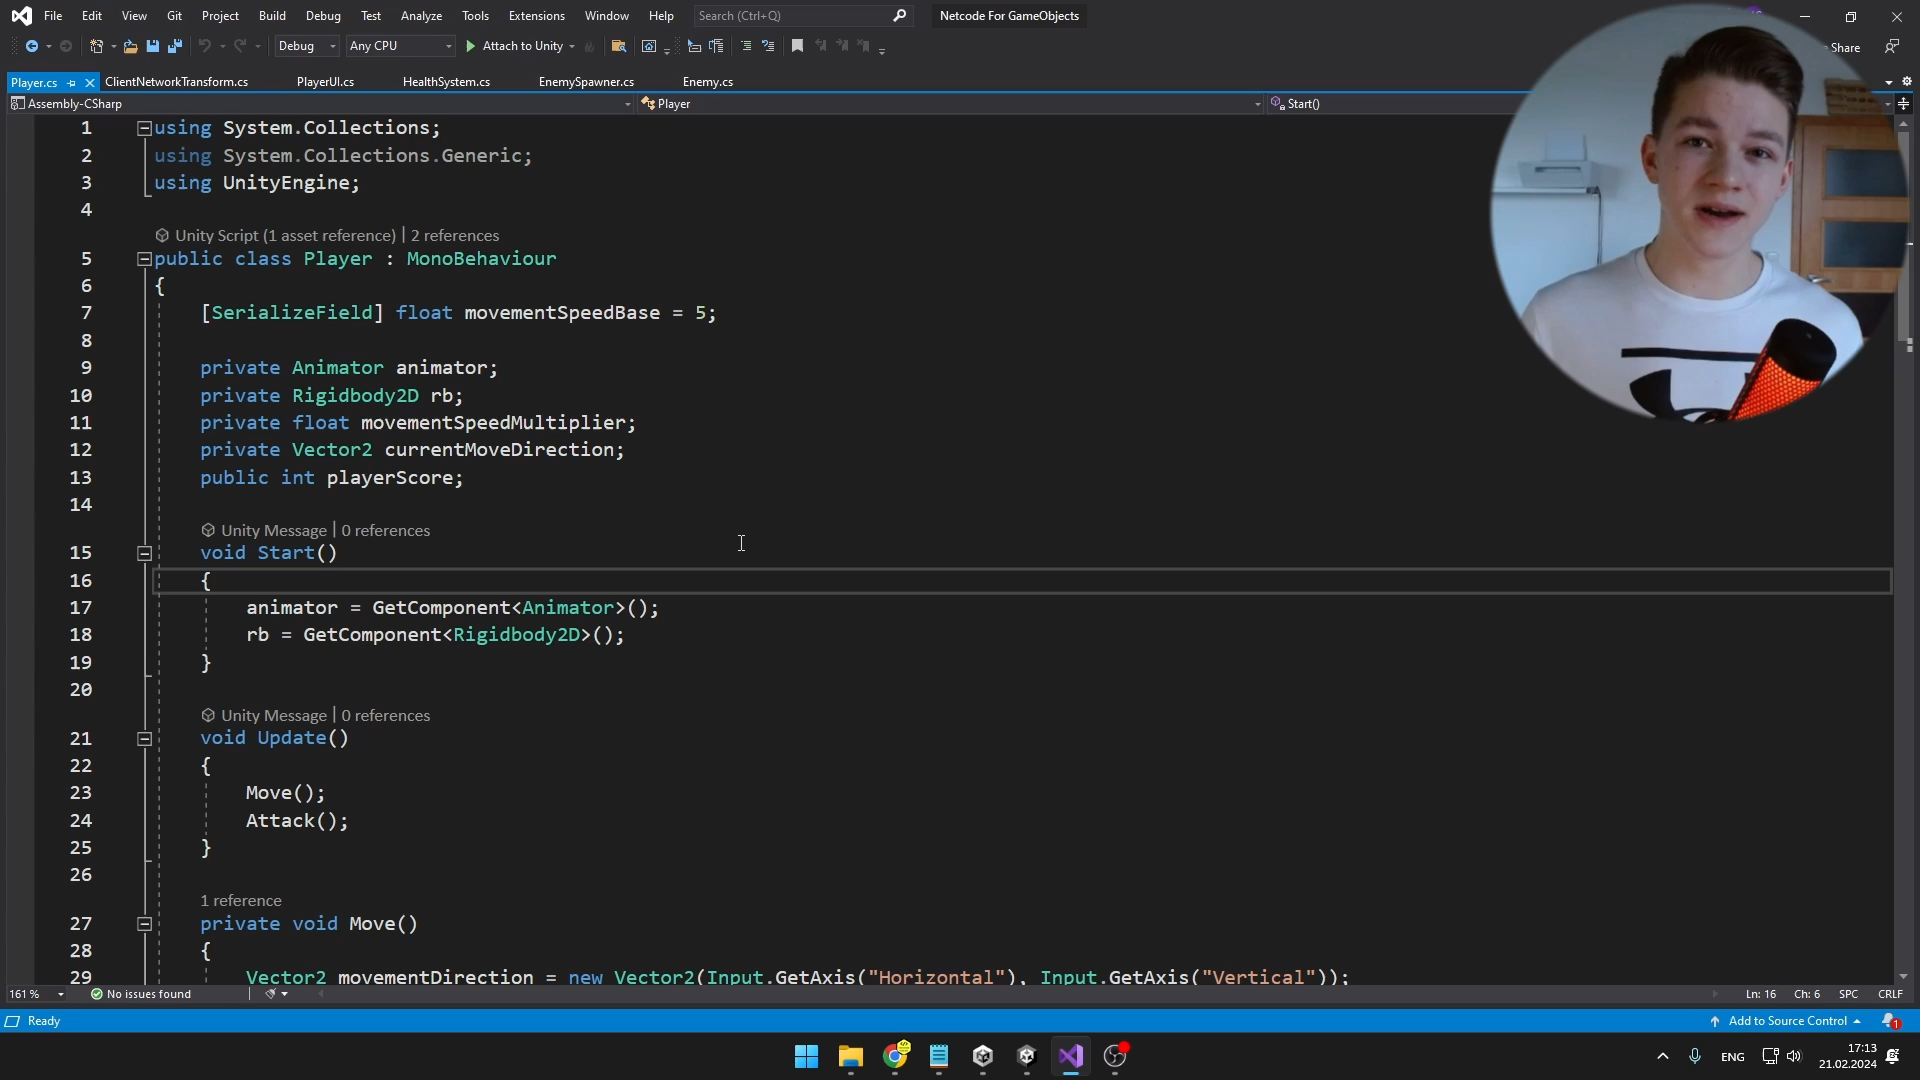 File Edit View Git Project Build Debug Test Analyze Tools Extensions Window Help Search (Ctrl+Q) Netcode For GameObjects
Debug Any CPU Attach to Unity Share
Player.cs ClientNetworkTransform.cs PlayerUI.cs HealthSystem.cs EnemySpawner.cs Enemy.cs
Assembly-CSharp Player Start()
1 using System.Collections;
2 using System.Collections.Generic;
3 using UnityEngine;
4
Unity Script (1 asset reference) | 2 references
5 public class Player : MonoBehaviour
6 {
7 [SerializeField] float movementSpeedBase = 5;
8
9 private Animator animator;
10 private Rigidbody2D rb;
11 private float movementSpeedMultiplier;
12 private Vector2 currentMoveDirection;
13 public int playerScore;
14
Unity Message | 0 references
15 void Start()
16 {
17 animator = GetComponent<Animator>();
18 rb = GetComponent<Rigidbody2D>();
19 }
20
Unity Message | 0 references
21 void Update()
22 {
23 Move();
24 Attack();
25 }
26
1 reference
27 private void Move()
28 {
29 Vector2 movementDirection = new Vector2(Input.GetAxis("Horizontal"), Input.GetAxis("Vertical"));
161 % No issues found Ln: 16 Ch: 6 SPC CRLF
Ready Add to Source Control 1
ENG 17:13
21.02.2024